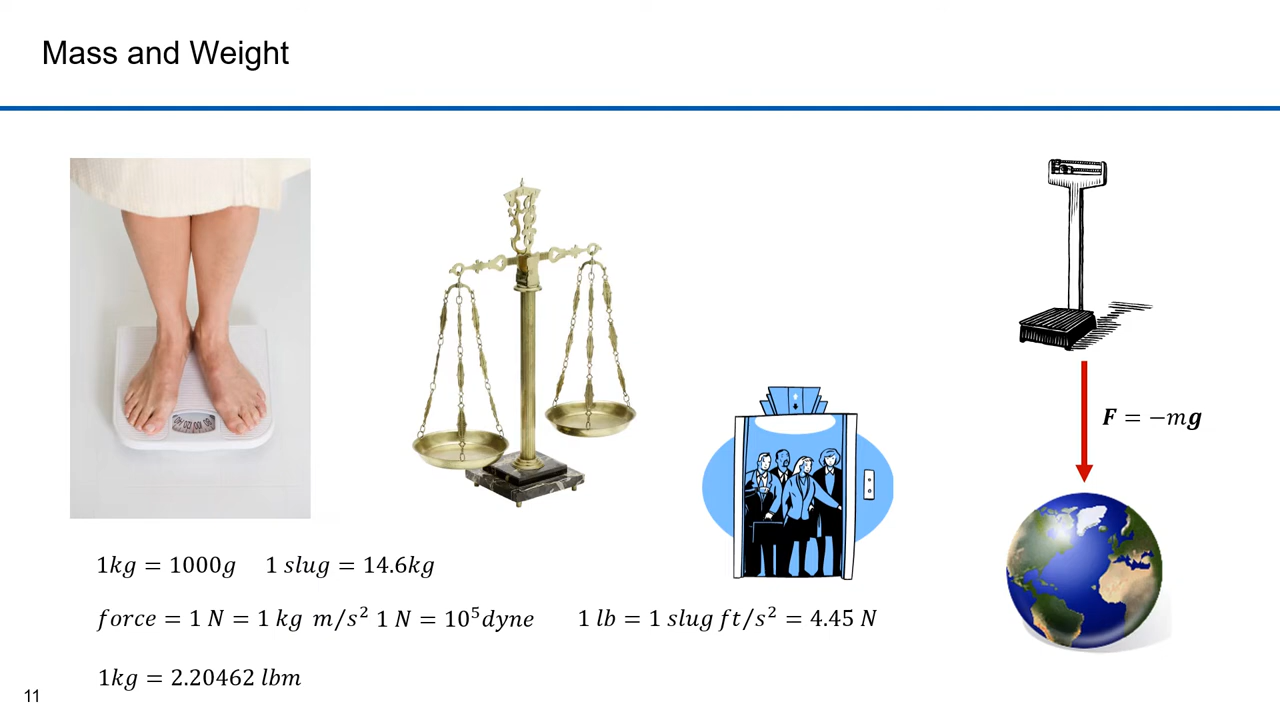 Mass and Weight
𝑭 = −𝑚𝒈
1𝑘𝑔 = 1000𝑔 1 𝑠𝑙𝑢𝑔 = 14.6𝑘𝑔
𝑓𝑜𝑟𝑐𝑒 = 1 𝑁 = 1 𝑘𝑔 𝑚/𝑠² 1 𝑁 = 10⁵𝑑𝑦𝑛𝑒 1 𝑙𝑏 = 1 𝑠𝑙𝑢𝑔 𝑓𝑡/𝑠² = 4.45 𝑁
1𝑘𝑔 = 2.20462 𝑙𝑏𝑚
11